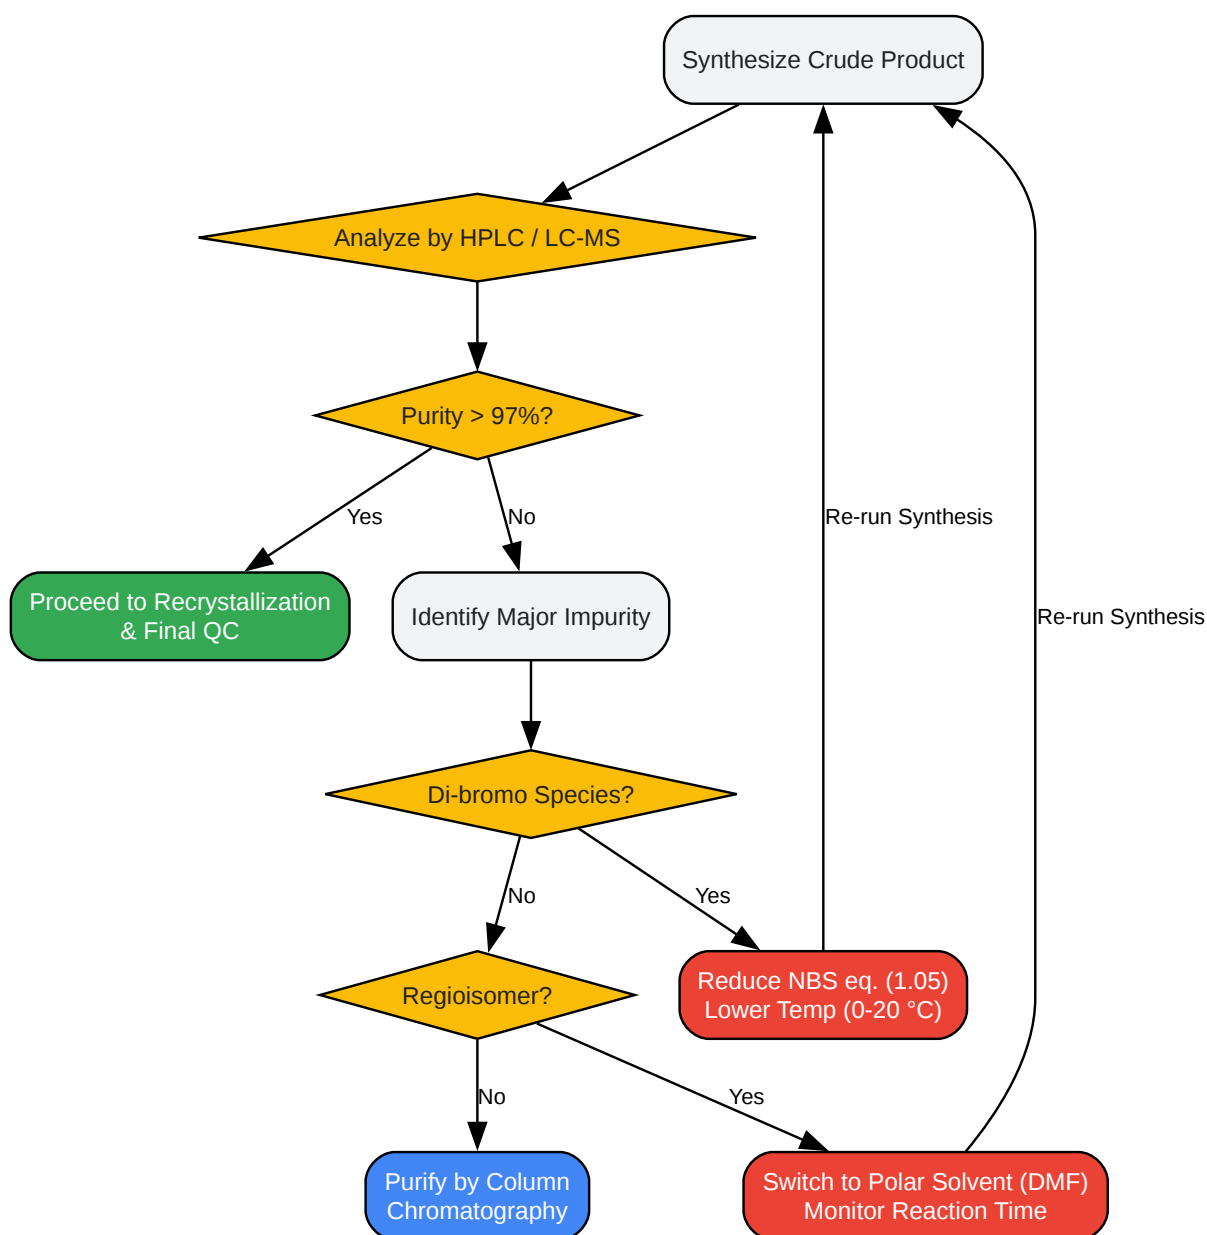 Synthesize Crude Product
Analyze by HPLC / LC-MS
Purity > 97%?
Yes
No
Re-run Synthesis
Proceed to Recrystallization
& Final QC
Identify Major Impurity
Re-run Synthesis
Di-bromo Species?
No
Yes
Regioisomer?
Reduce NBS eq. (1.05)
Lower Temp (0-20 °C)
No
Yes
Purify by Column
Chromatography
Switch to Polar Solvent (DMF)
Monitor Reaction Time